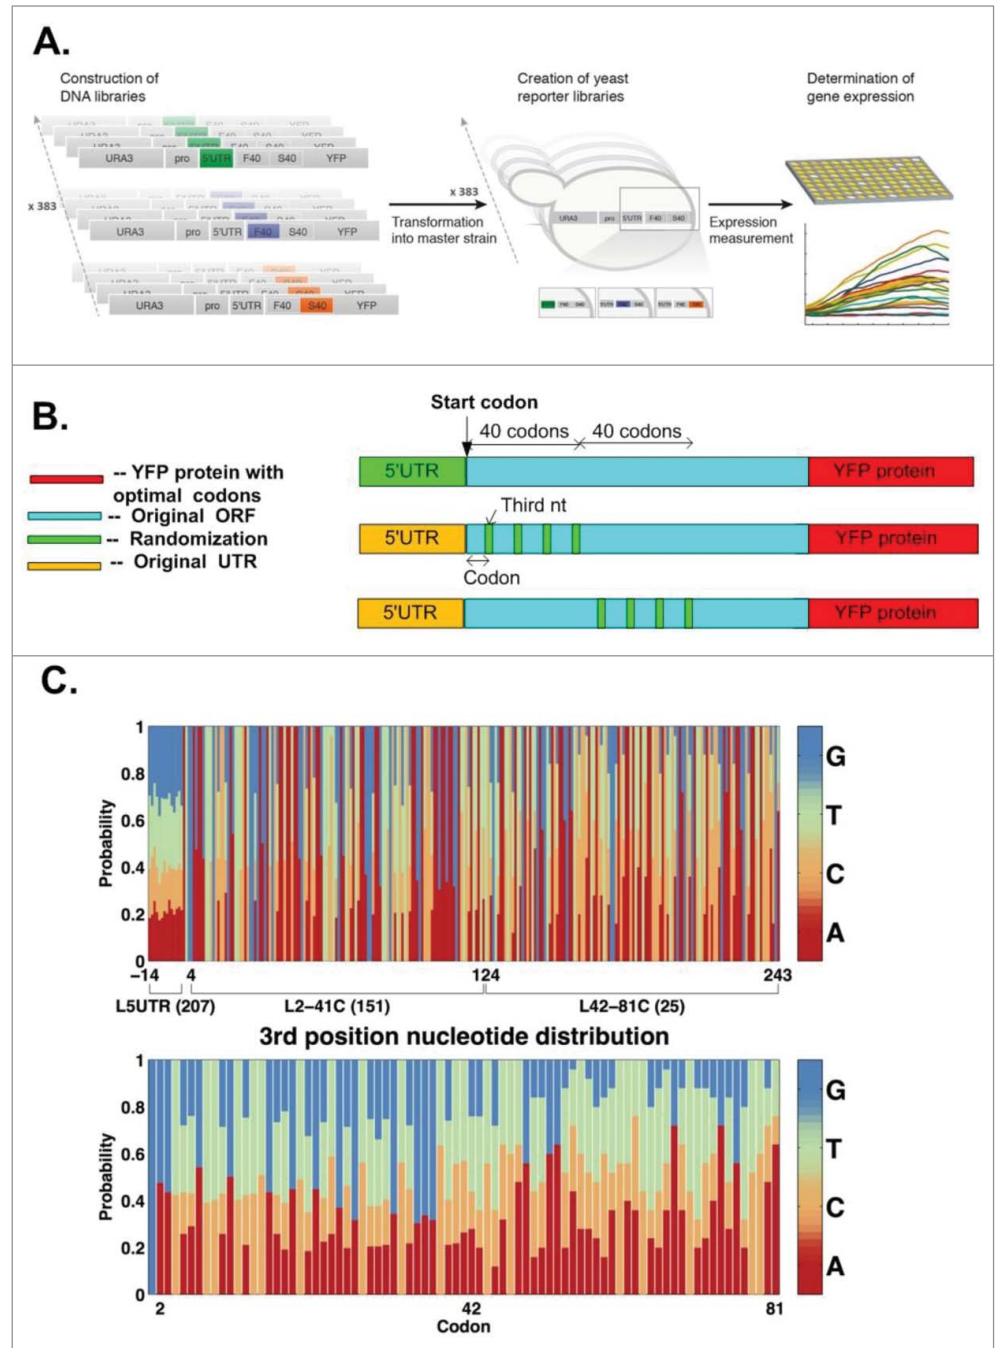 A.
Construction of
DNA libraries
Creation of yeast
reporter libraries
Determination of
gene expression
URA3 pro 5'UTR F40 S40 YFP
x 383
URA3 pro 5'UTR F40 S40 YFP
URA3 pro 5'UTR F40 S40 YFP
Transformation
into master strain
x 383
URA3 pro 5'UTR F40 S40
Expression
measurement
B.
-- YFP protein with
optimal codons
-- Original ORF
-- Randomization
-- Original UTR
Start codon
40 codons 40 codons
5'UTR YFP protein
Third nt
5'UTR YFP protein
Codon
5'UTR YFP protein
C.
Probability
1
0.8
0.6
0.4
0.2
0
−14 4 124 243
L5UTR (207) L2−41C (151) L42−81C (25)
G
T
C
A
3rd position nucleotide distribution
Probability
1
0.8
0.6
0.4
0.2
0
2 42 81
Codon
G
T
C
A